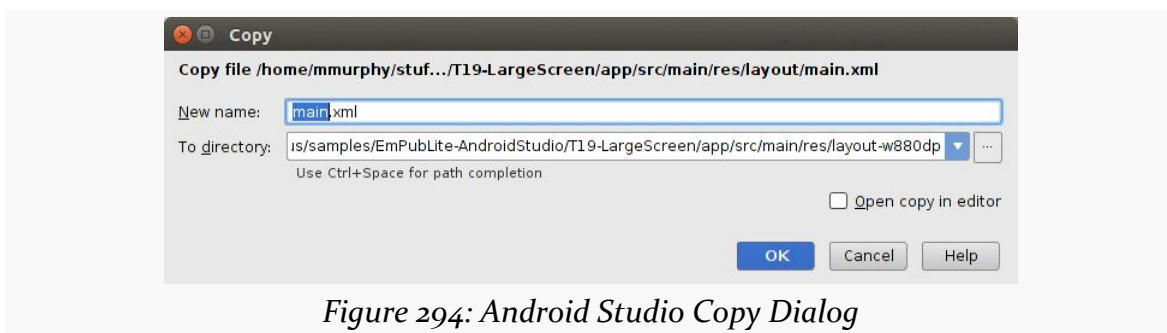 Copy
Copy file /home/mmurphy/stuf.../T19-LargeScreen/app/src/main/res/layout/main.xml
New name: main.xml
To directory: ıs/samples/EmPubLite-AndroidStudio/T19-LargeScreen/app/src/main/res/layout-w880dp ...
Use Ctrl+Space for path completion
Open copy in editor
OK Cancel Help
Figure 294: Android Studio Copy Dialog